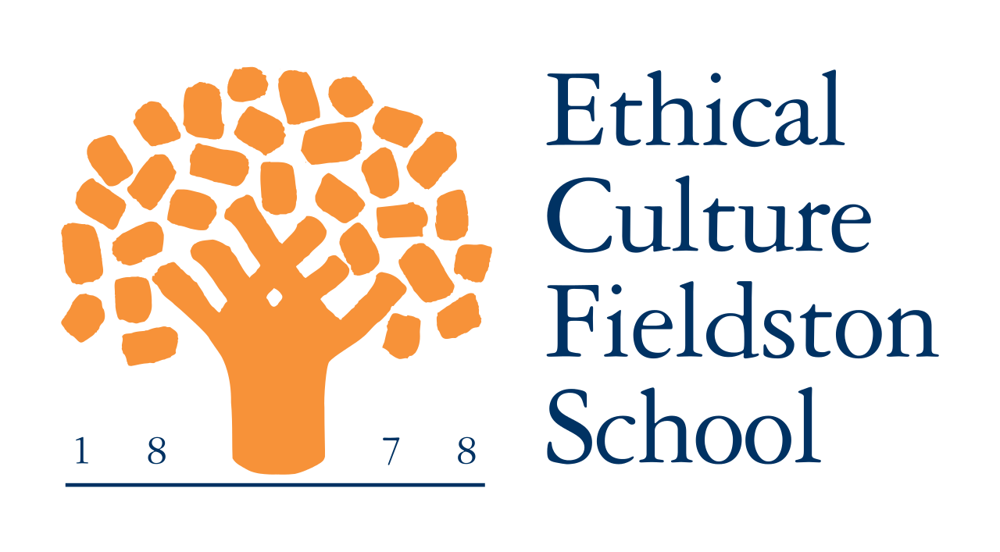 Ethical
Culture
Fieldston
School
1 8 7 8